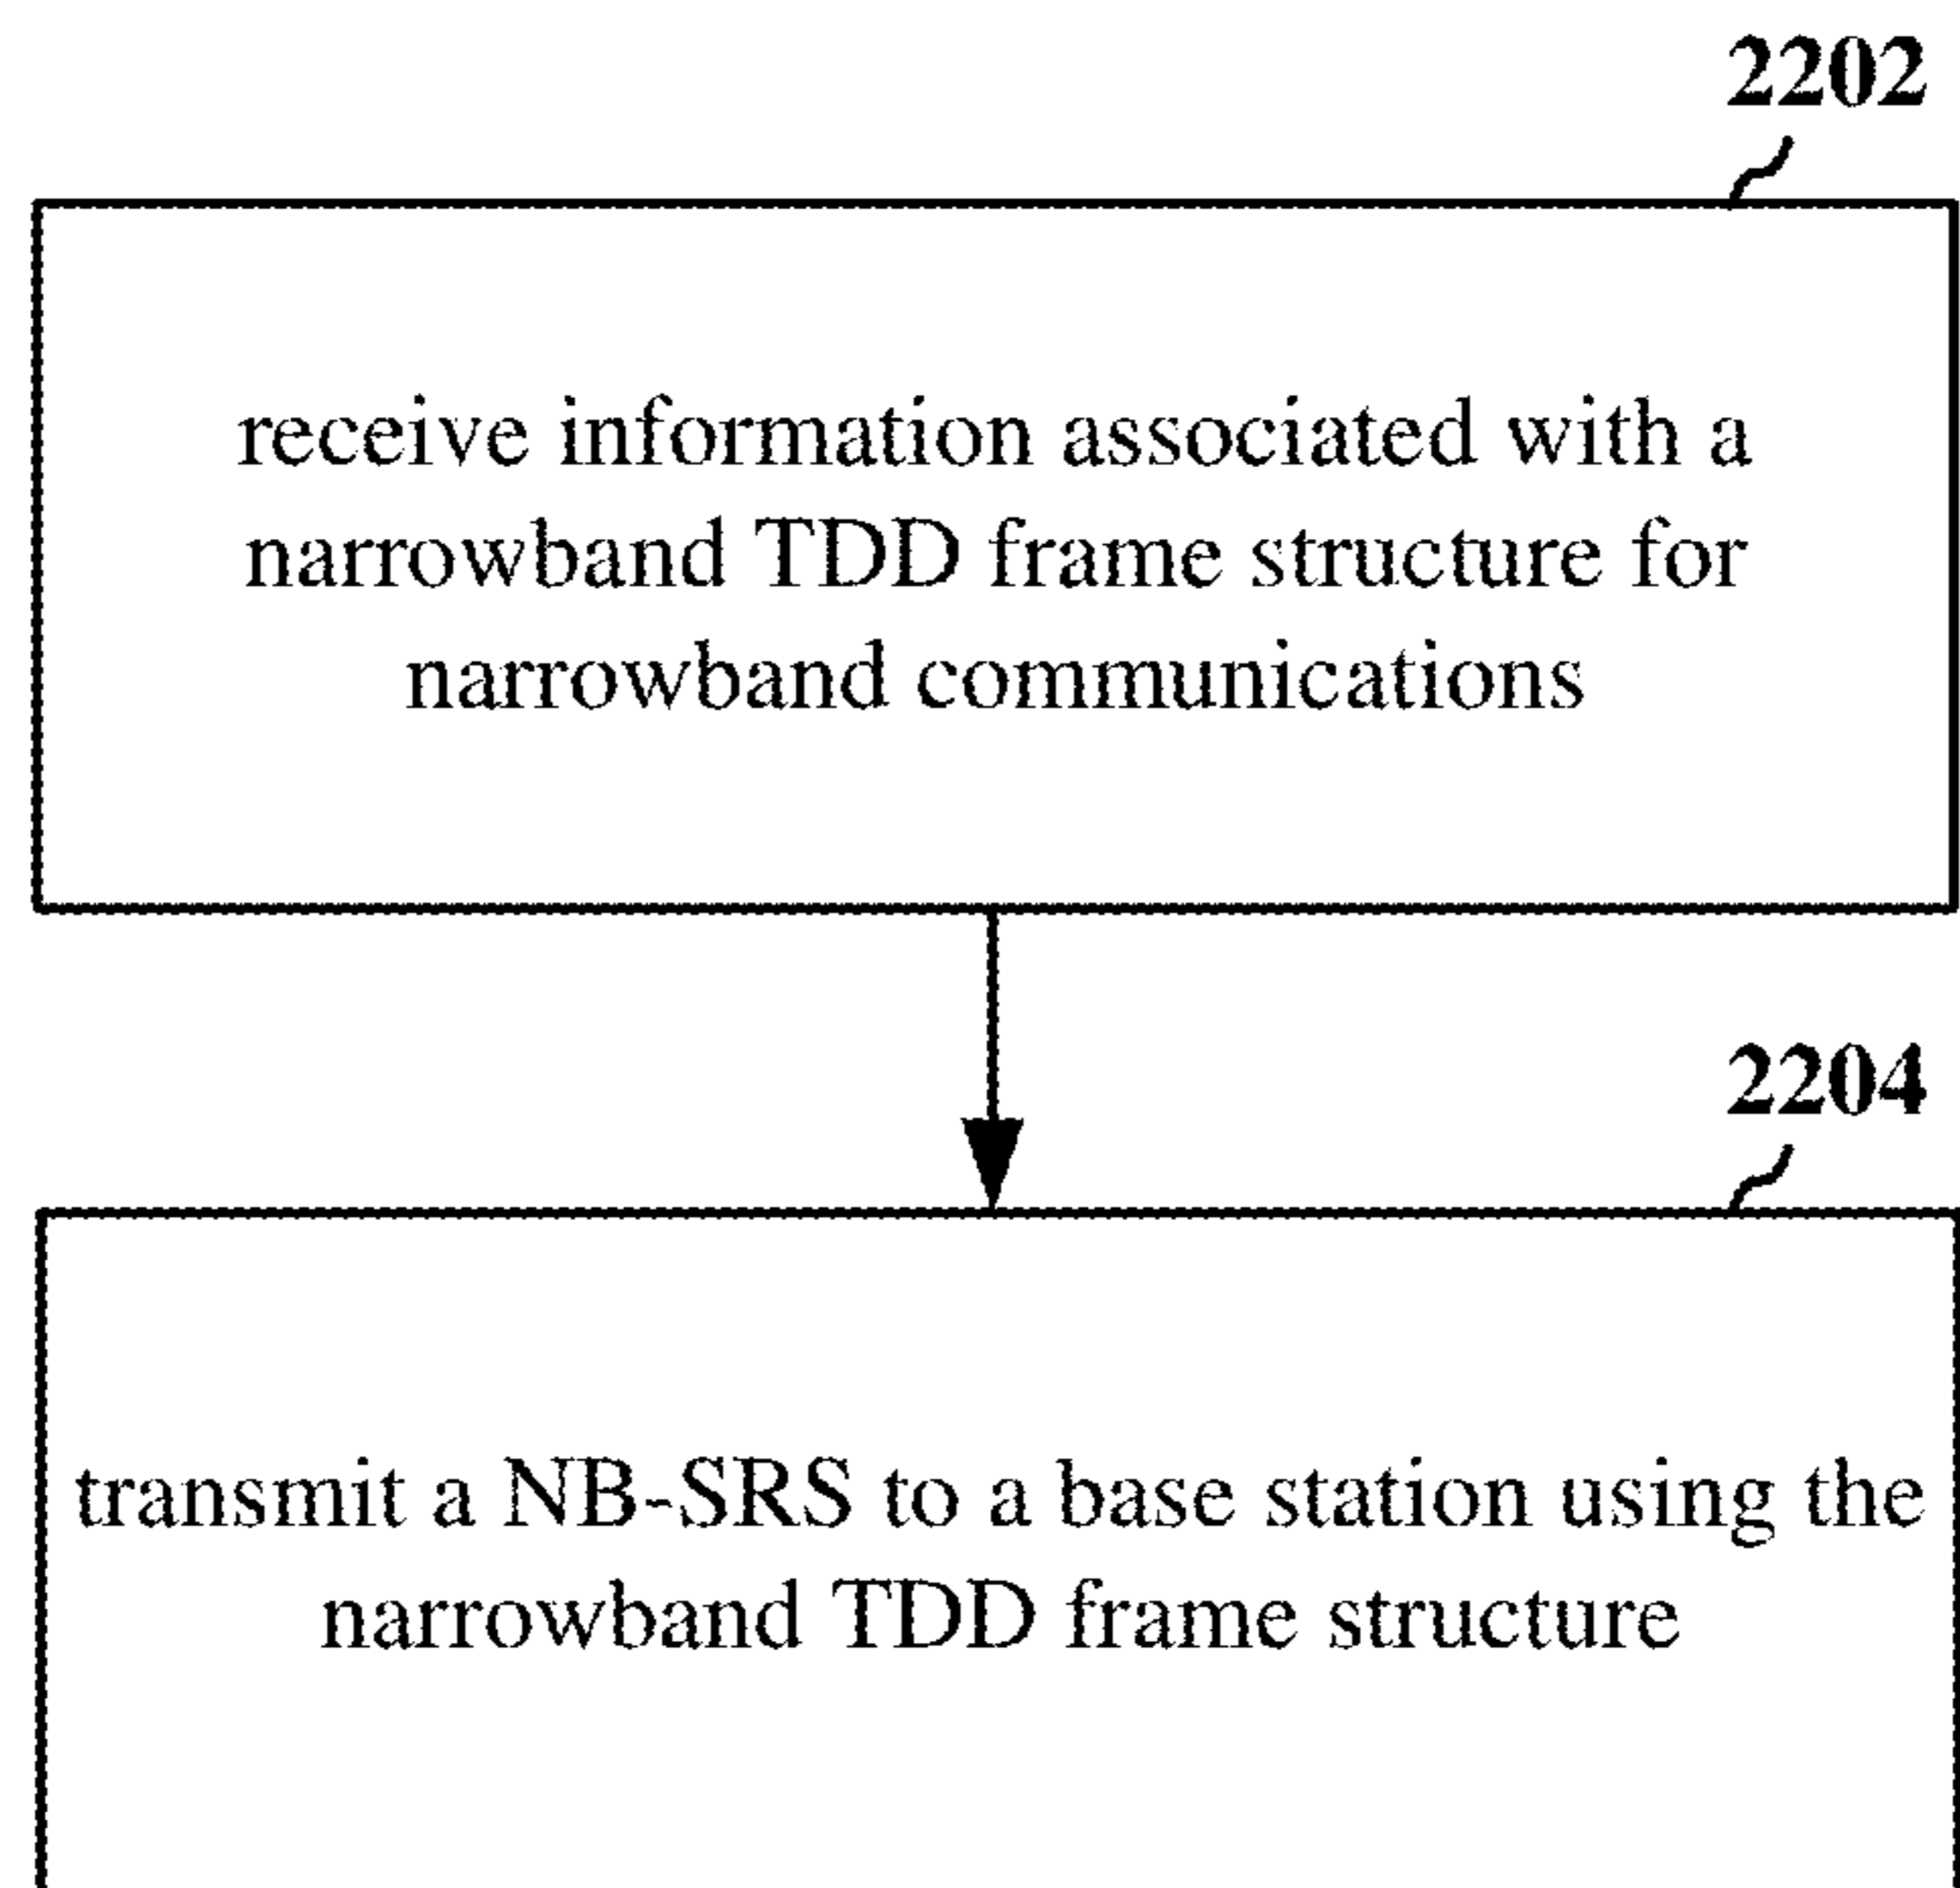 2202
receive information associated with a
narrowband TDD frame structure for
narrowband communications
2204
transmit a NB-SRS to a base station using the
narrowband TDD frame structure